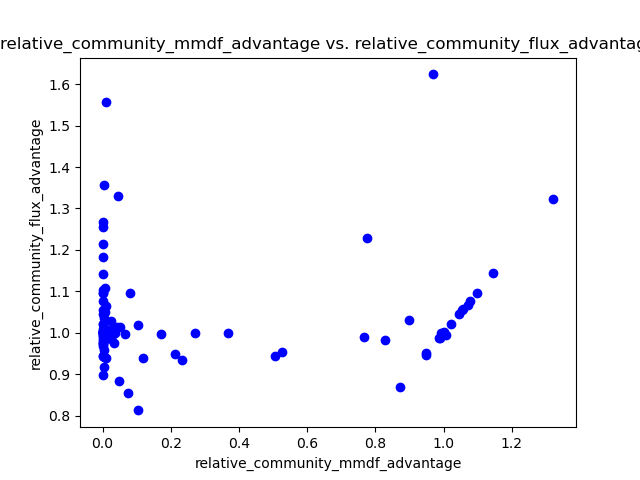 relative_community_mmdf_advantage vs. relative_community_flux_advantag
1.6
1.5
1.4
1.3
1.2
1.1
1.0
0.9
0.8
relative_community_flux_advantage
0.0 0.2 0.4 0.6 0.8 1.0 1.2
relative_community_mmdf_advantage